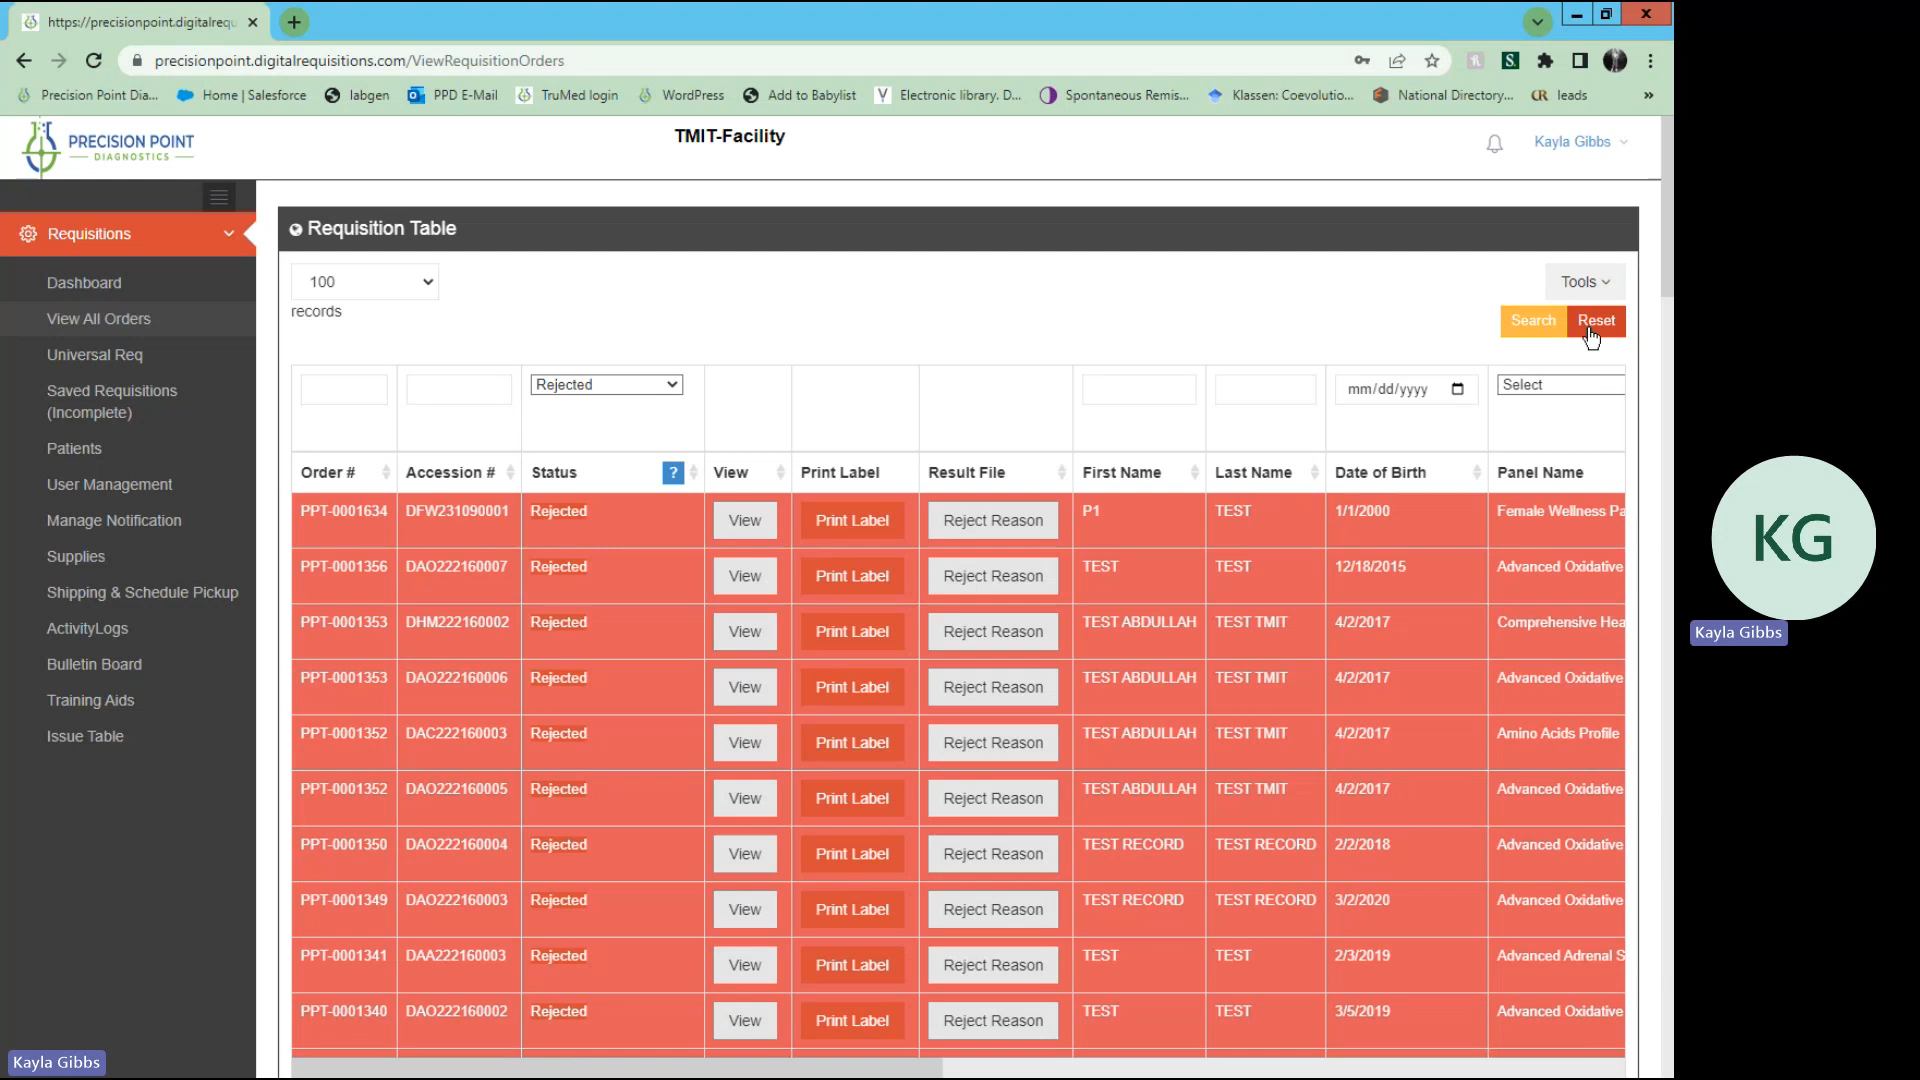 https://precisionpoint.digitalrequ
precisionpoint.digitalrequisitions.com/ViewRequisitionOrders
Precision Point Dia... Home | Salesforce labgen PPD E-Mail TruMed login WordPress Add to Babylist Electronic library. D... Spontaneous Remis... Klassen: Coevolutio... National Directory... CR leads »
PRECISION POINT
DIAGNOSTICS
TMIT-Facility
Kayla Gibbs
Requisitions
Dashboard
View All Orders
Universal Req
Saved Requisitions
(Incomplete)
Patients
User Management
Manage Notification
Supplies
Shipping & Schedule Pickup
ActivityLogs
Bulletin Board
Training Aids
Issue Table
Requisition Table
100
records
Tools
Search Reset
Rejected mm/dd/yyyy Select
Order # Accession # Status ? View Print Label Result File First Name Last Name Date of Birth Panel Name
PPT-0001634 DFW231090001 Rejected View Print Label Reject Reason P1 TEST 1/1/2000 Female Wellness Pa
PPT-0001356 DAO222160007 Rejected View Print Label Reject Reason TEST TEST 12/18/2015 Advanced Oxidative
PPT-0001353 DHM222160002 Rejected View Print Label Reject Reason TEST ABDULLAH TEST TMIT 4/2/2017 Comprehensive Hea
PPT-0001353 DAO222160006 Rejected View Print Label Reject Reason TEST ABDULLAH TEST TMIT 4/2/2017 Advanced Oxidative
PPT-0001352 DAC222160003 Rejected View Print Label Reject Reason TEST ABDULLAH TEST TMIT 4/2/2017 Amino Acids Profile
PPT-0001352 DAO222160005 Rejected View Print Label Reject Reason TEST ABDULLAH TEST TMIT 4/2/2017 Advanced Oxidative
PPT-0001350 DAO222160004 Rejected View Print Label Reject Reason TEST RECORD TEST RECORD 2/2/2018 Advanced Oxidative
PPT-0001349 DAO222160003 Rejected View Print Label Reject Reason TEST RECORD TEST RECORD 3/2/2020 Advanced Oxidative
PPT-0001341 DAA222160003 Rejected View Print Label Reject Reason TEST TEST 2/3/2019 Advanced Adrenal S
PPT-0001340 DAO222160002 Rejected View Print Label Reject Reason TEST TEST 3/5/2019 Advanced Oxidative
KG
Kayla Gibbs
Kayla Gibbs